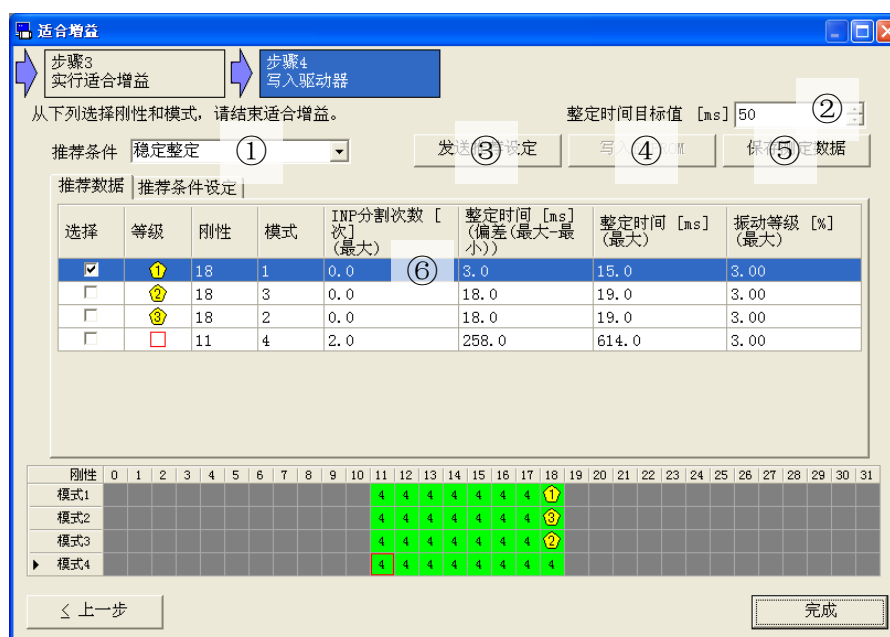 适合增益
步骤3
实行适合增益
步骤4
写入驱动器
从下列选择刚性和模式，请结束适合增益。
整定时间目标值 [ms] 50 ②
推荐条件 稳定整定 ①
③
④
⑤
推荐数据 推荐条件设定
选择 等级 刚性 模式 INP分割次数 [次] (最大) 整定时间 [ms] (偏差(最大-最小)) 整定时间 [ms] (最大) 振动等级 [%] (最大)
1 18 1 0.0 ⑥ 3.0 15.0 3.00
2 18 3 0.0 18.0 19.0 3.00
3 18 2 0.0 18.0 19.0 3.00
11 4 2.0 258.0 614.0 3.00
刚性 0 1 2 3 4 5 6 7 8 9 10 11 12 13 14 15 16 17 18 19 20 21 22 23 24 25 26 27 28 29 30 31
模式1 4 4 4 4 4 4 4 1
模式2 4 4 4 4 4 4 4 3
模式3 4 4 4 4 4 4 4 2
模式4 4 4 4 4 4 4 4 4
< 上一步
完成